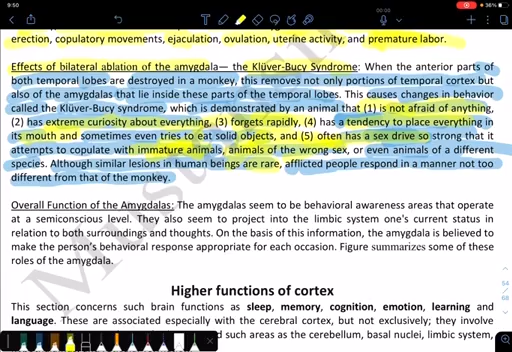 9:50
00:00
36%
erection, copulatory movements, ejaculation, ovulation, uterine activity, and premature labor.
Effects of bilateral ablation of the amygdala— the Klüver-Bucy Syndrome: When the anterior parts of
both temporal lobes are destroyed in a monkey, this removes not only portions of temporal cortex but
also of the amygdalas that lie inside these parts of the temporal lobes. This causes changes in behavior
called the Klüver-Bucy syndrome, which is demonstrated by an animal that (1) is not afraid of anything,
(2) has extreme curiosity about everything, (3) forgets rapidly, (4) has a tendency to place everything in
its mouth and sometimes even tries to eat solid objects, and (5) often has a sex drive so strong that it
attempts to copulate with immature animals, animals of the wrong sex, or even animals of a different
species. Although similar lesions in human beings are rare, afflicted people respond in a manner not too
different from that of the monkey.
Overall Function of the Amygdalas: The amygdalas seem to be behavioral awareness areas that operate
at a semiconscious level. They also seem to project into the limbic system one's current status in
relation to both surroundings and thoughts. On the basis of this information, the amygdala is believed to
make the person's behavioral response appropriate for each occasion. Figure summarizes some of these
roles of the amygdala.
54
68
Higher functions of cortex
This section concerns such brain functions as sleep, memory, cognition, emotion, learning and
language. These are associated especially with the cerebral cortex, but not exclusively; they involve
d such areas as the cerebellum, basal nuclei, limbic system,